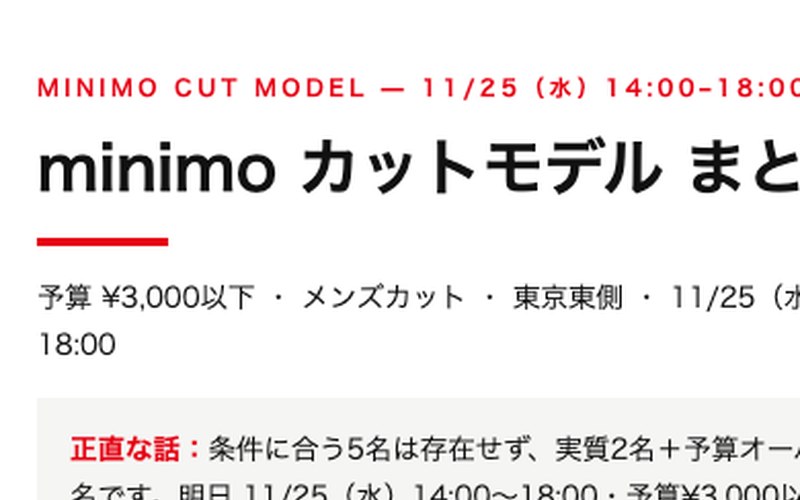 MINIMO CUT MODEL — 11/25（水）14:00–18:00
minimo カットモデル まと
予算 ¥3,000以下 ・ メンズカット ・ 東京東側 ・ 11/25（水
18:00
正直な話：条件に合う5名は存在せず、実質2名＋予算オー
名です。明日 11/25（水）14:00〜18:00・予算¥3,000以